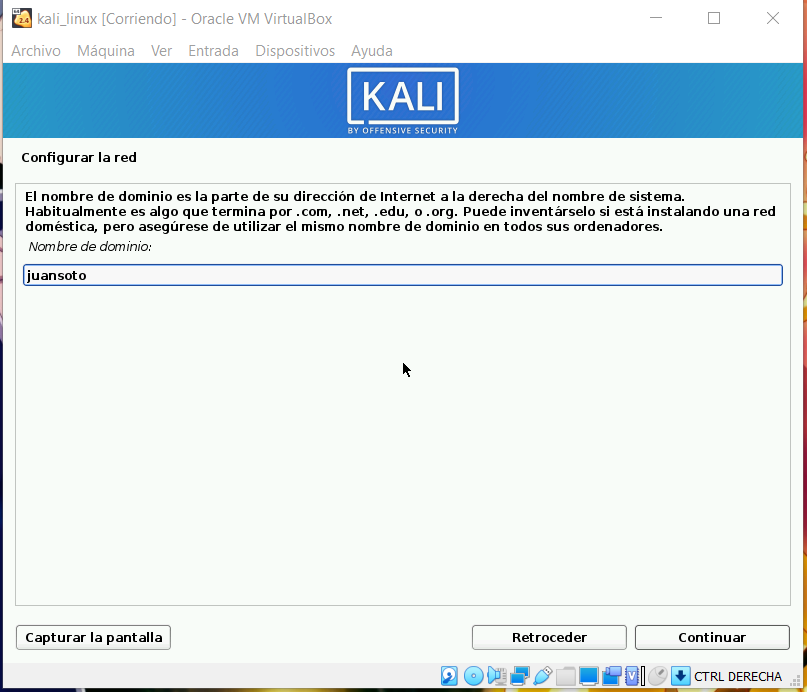 kali_linux [Corriendo] - Oracle VM VirtualBox
Archivo Máquina Ver Entrada Dispositivos Ayuda
KALI
BY OFFENSIVE SECURITY
Configurar la red
El nombre de dominio es la parte de su dirección de Internet a la derecha del nombre de sistema.
Habitualmente es algo que termina por .com, .net, .edu, o .org. Puede inventárselo si está instalando una red
doméstica, pero asegúrese de utilizar el mismo nombre de dominio en todos sus ordenadores.
Nombre de dominio:
juansoto
Capturar la pantalla Retroceder Continuar
CTRL DERECHA